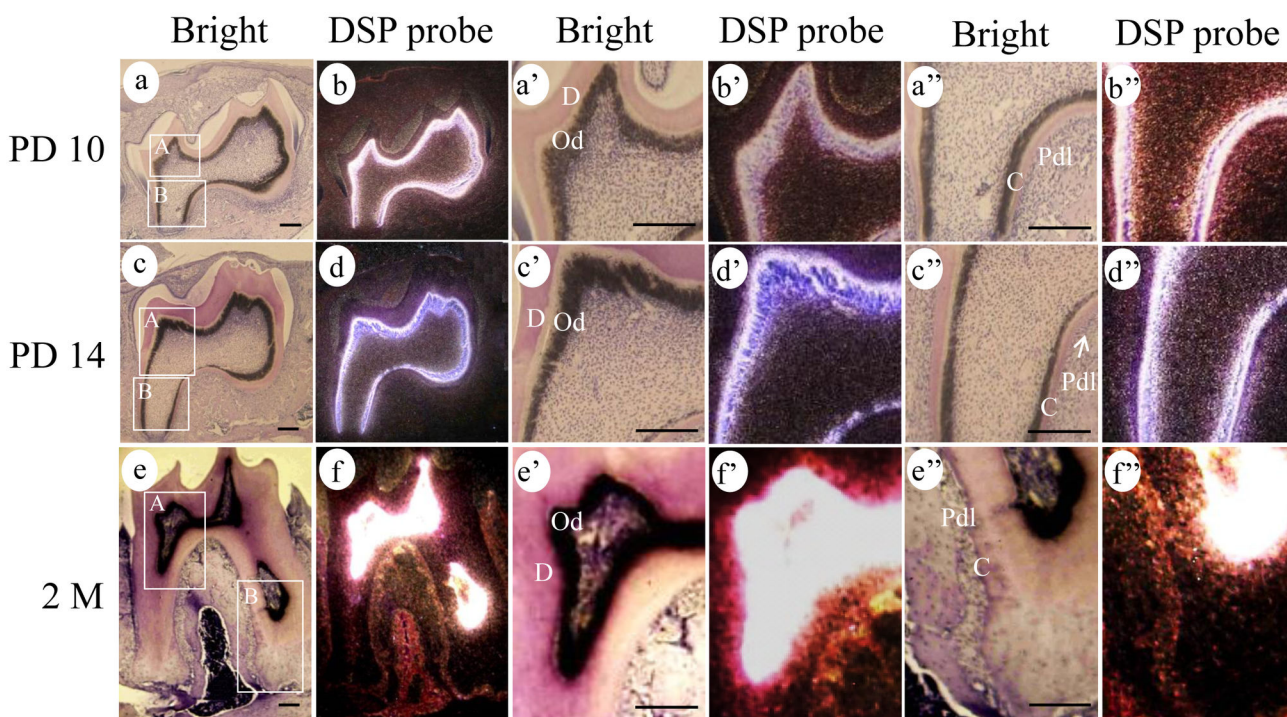 Bright DSP probe Bright DSP probe Bright DSP probe
PD 10
a b a’ b’ a” b”
A
B
D
Od
Pdl
C
PD 14
c d c’ d’ c” d”
A
B
D
Od
Pdl
C
2 M
e f e’ f’ e” f”
A
B
Od
D
Pdl
C